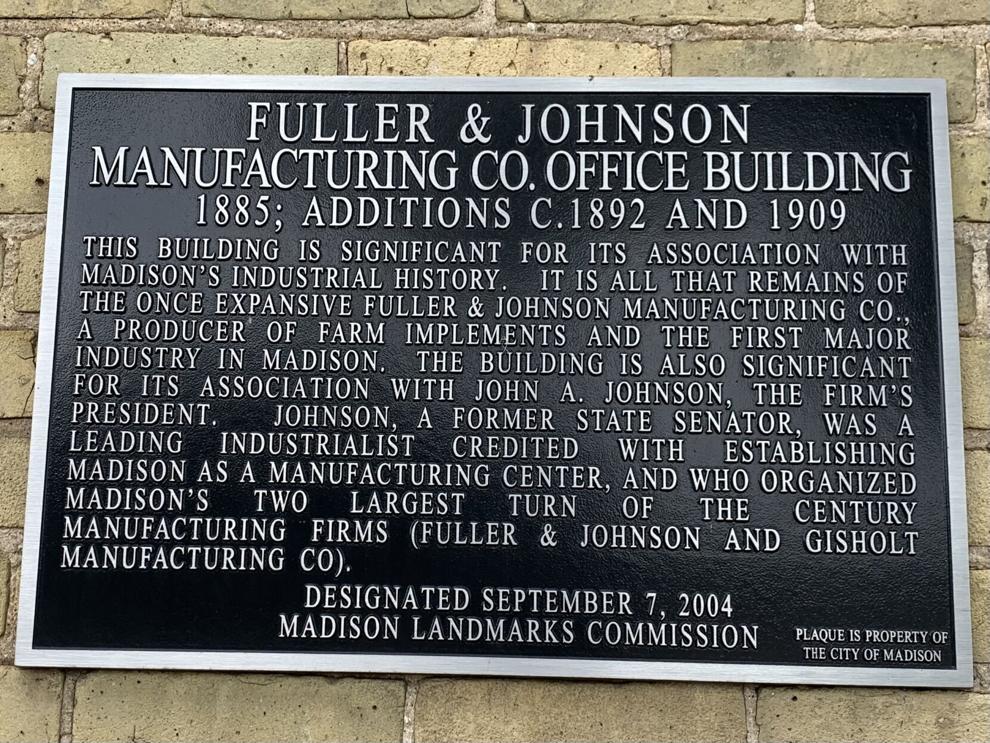 FULLER & JOHNSON
MANUFACTURING CO. OFFICE BUILDING
1885; ADDITIONS C.1892 AND 1909
THIS BUILDING IS SIGNIFICANT FOR ITS ASSOCIATION WITH
MADISON'S INDUSTRIAL HISTORY. IT IS ALL THAT REMAINS OF
THE ONCE EXPANSIVE FULLER & JOHNSON MANUFACTURING CO.,
A PRODUCER OF FARM IMPLEMENTS AND THE FIRST MAJOR
INDUSTRY IN MADISON. THE BUILDING IS ALSO SIGNIFICANT
FOR ITS ASSOCIATION WITH JOHN A. JOHNSON, THE FIRM'S
PRESIDENT. JOHNSON, A FORMER STATE SENATOR, WAS A
LEADING INDUSTRIALIST CREDITED WITH ESTABLISHING
MADISON AS A MANUFACTURING CENTER, AND WHO ORGANIZED
MADISON'S TWO LARGEST TURN OF THE CENTURY
MANUFACTURING FIRMS (FULLER & JOHNSON AND GISHOLT
MANUFACTURING CO).
DESIGNATED SEPTEMBER 7, 2004
MADISON LANDMARKS COMMISSION
PLAQUE IS PROPERTY OF
THE CITY OF MADISON